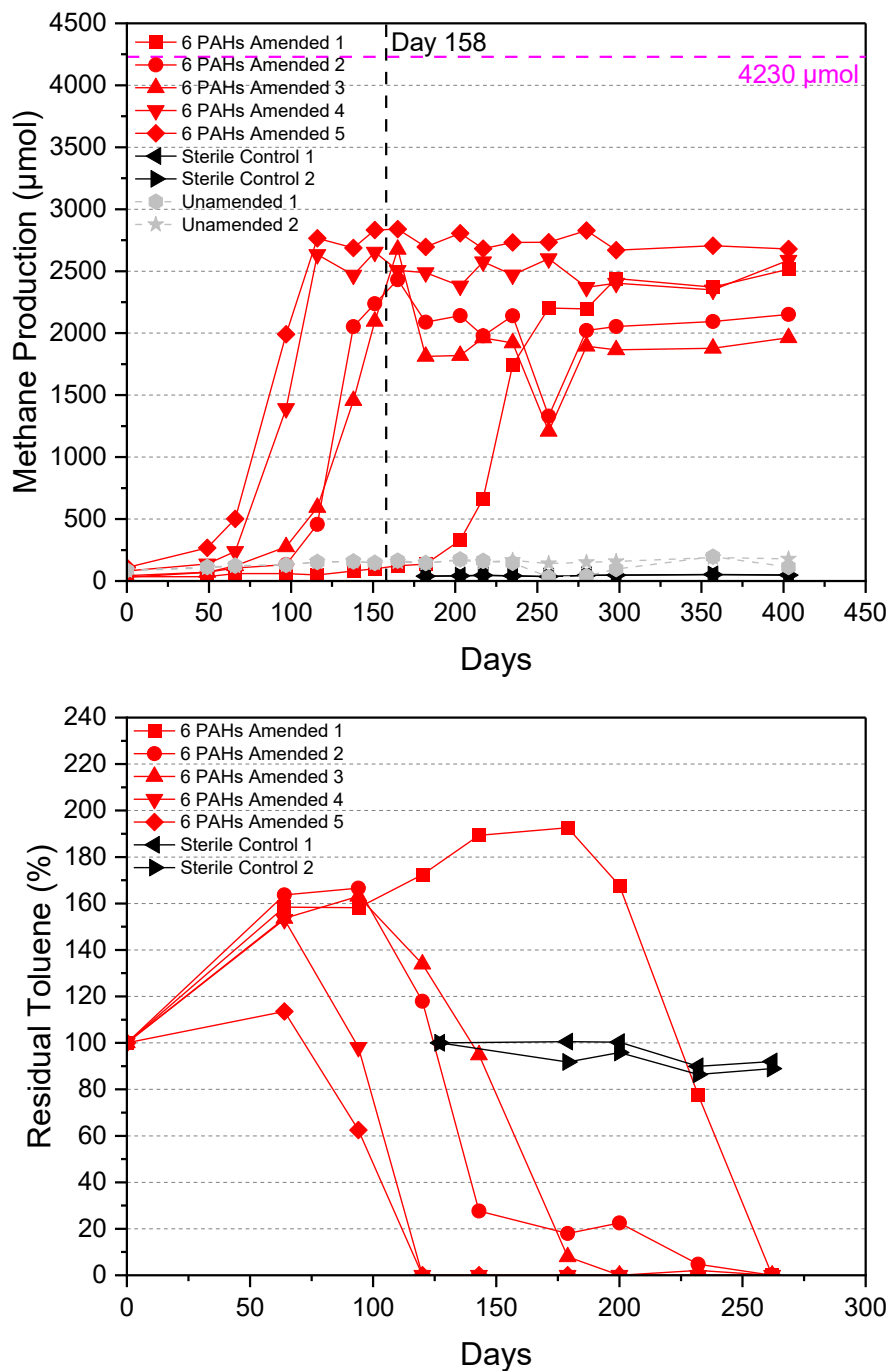 4500
4000
3500
3000
2500
2000
1500
1000
500
0
Methane Production (µmol)
6 PAHs Amended 1
6 PAHs Amended 2
6 PAHs Amended 3
6 PAHs Amended 4
6 PAHs Amended 5
Sterile Control 1
Sterile Control 2
Unamended 1
Unamended 2
Day 158
4230 µmol
0 50 100 150 200 250 300 350 400 450
Days
240
220
200
180
160
140
120
100
80
60
40
20
0
Residual Toluene (%)
6 PAHs Amended 1
6 PAHs Amended 2
6 PAHs Amended 3
6 PAHs Amended 4
6 PAHs Amended 5
Sterile Control 1
Sterile Control 2
0 50 100 150 200 250 300
Days